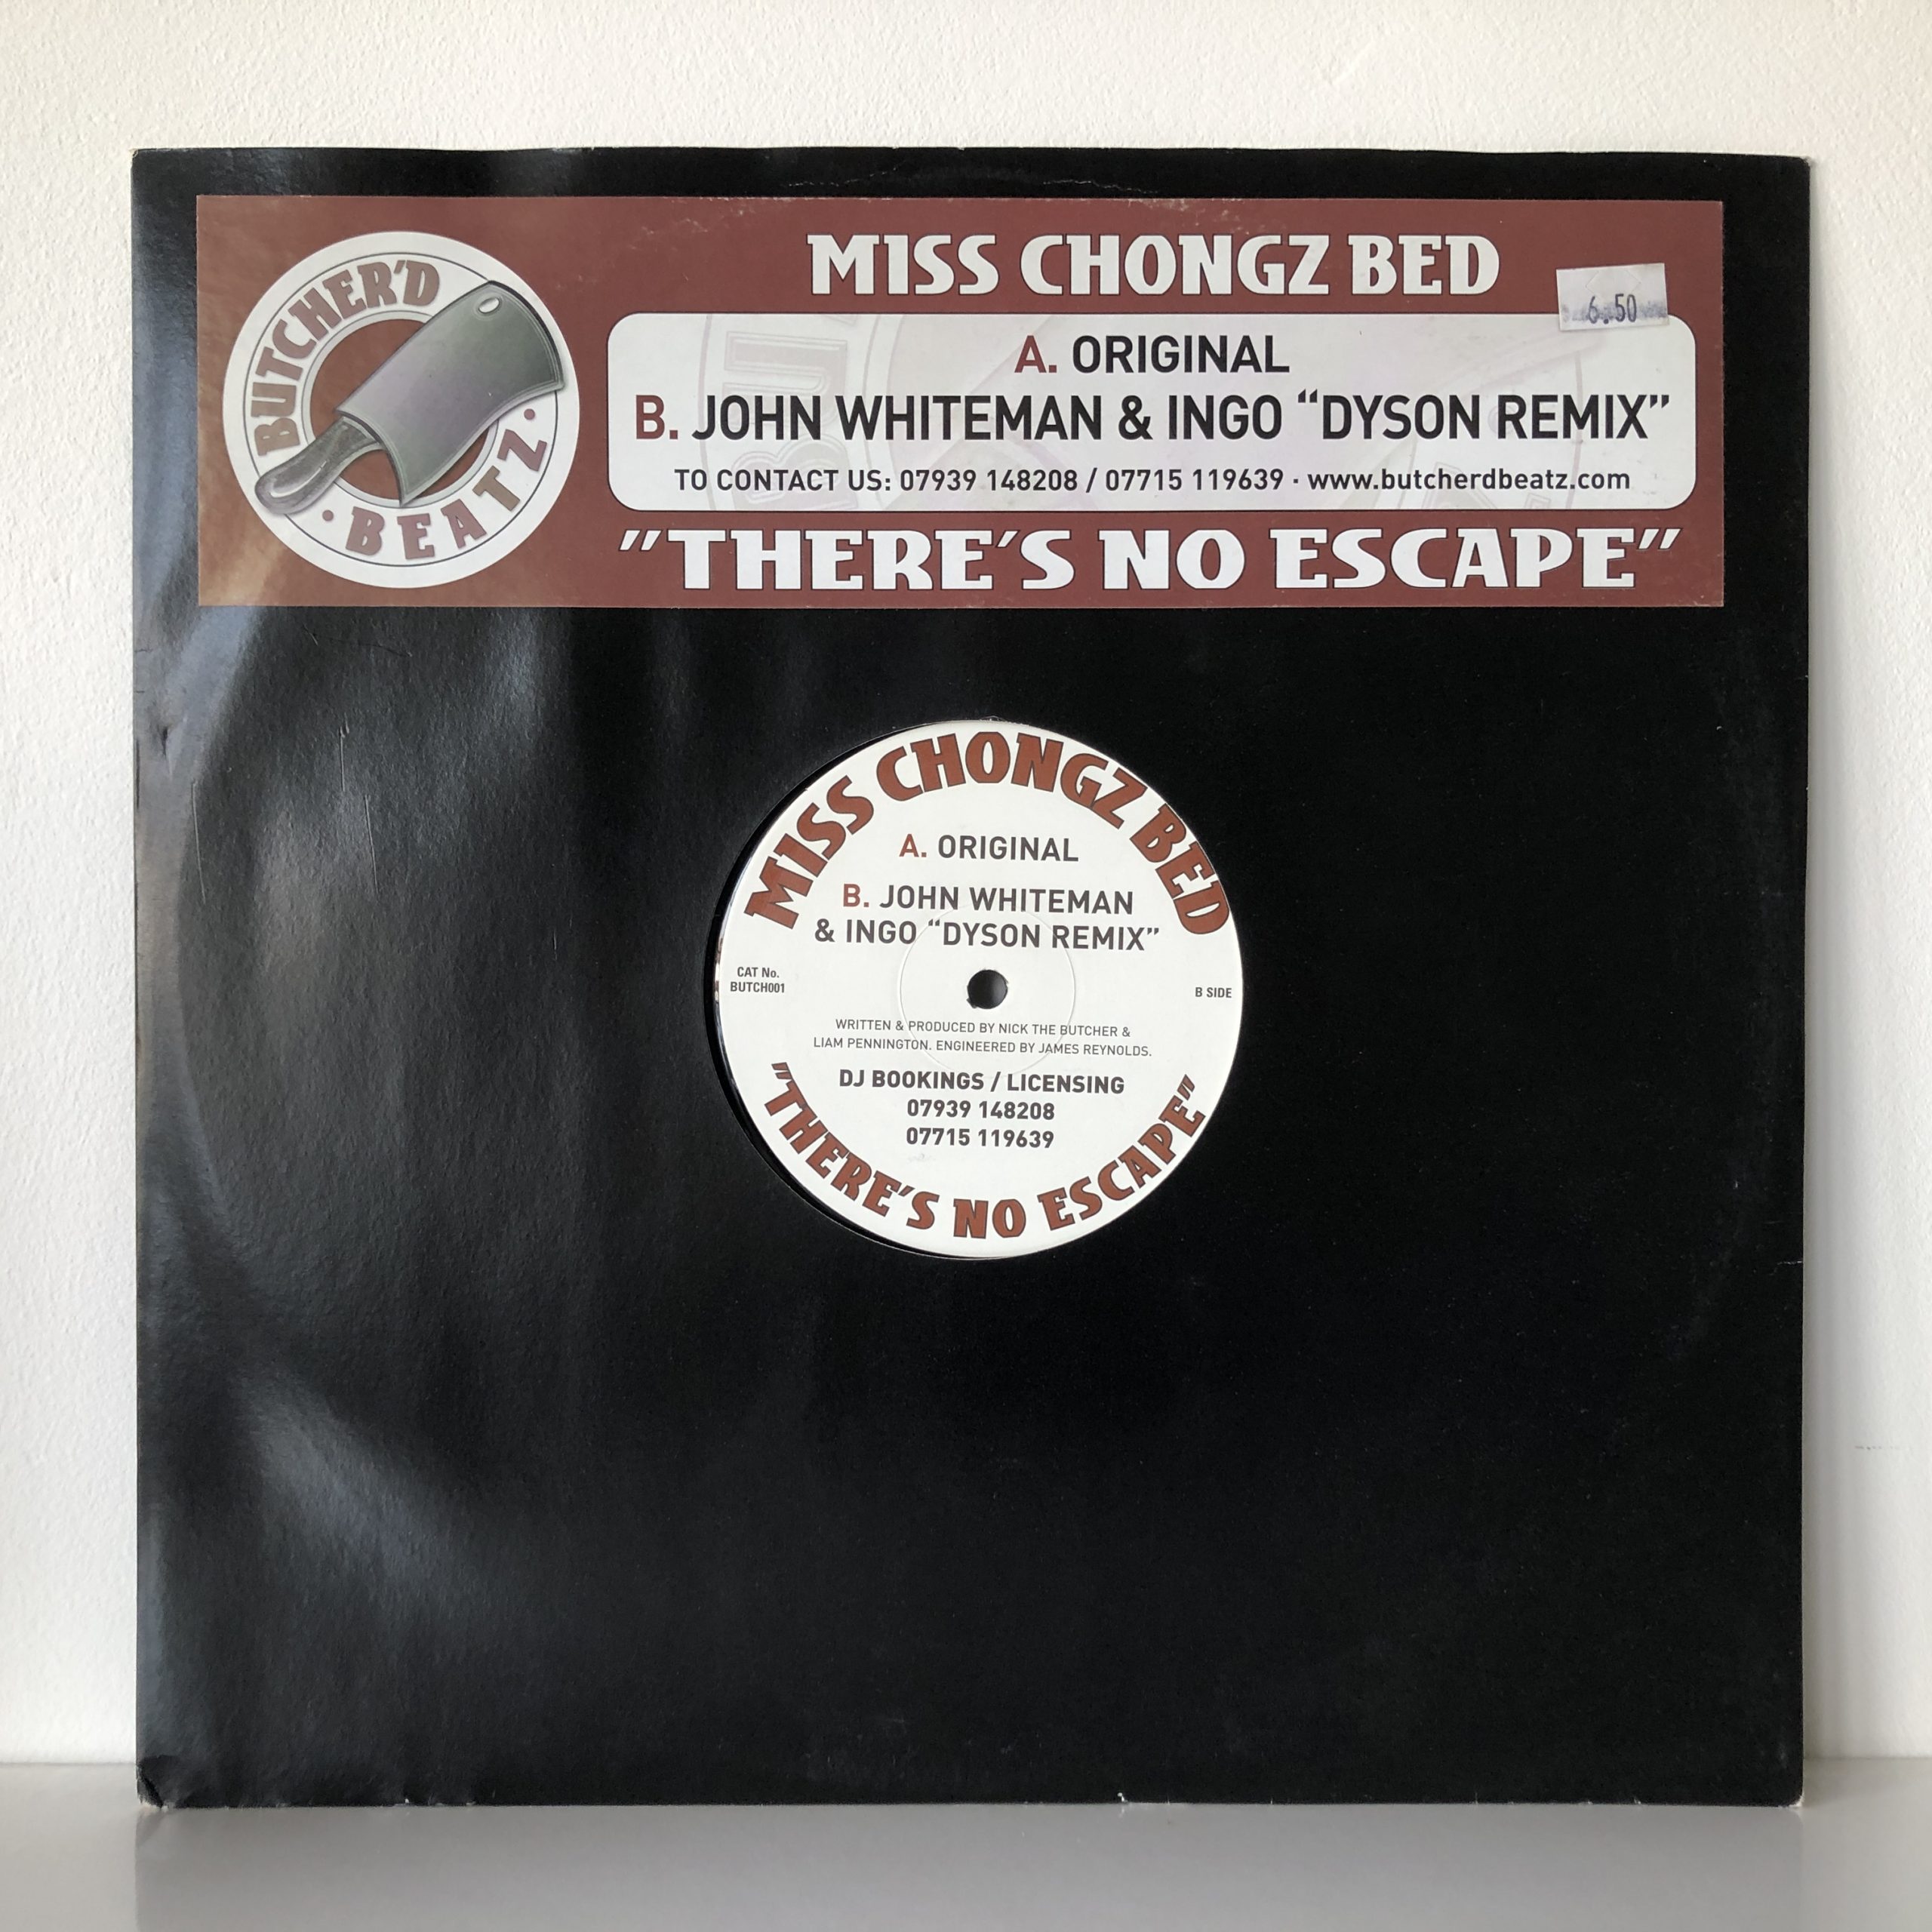 BUTCHER'D
BEATZ
MISS CHONGZ BED
6.50
A. ORIGINAL
B. JOHN WHITEMAN & INGO “DYSON REMIX”
TO CONTACT US: 07939 148208 / 07715 119639 · www.butcherdbeatz.com
"THERE'S NO ESCAPE"
MISS CHONGZ BED
A. ORIGINAL
B. JOHN WHITEMAN
& INGO “DYSON REMIX”
CAT No.
BUTCH001
B SIDE
WRITTEN & PRODUCED BY NICK THE BUTCHER &
LIAM PENNINGTON. ENGINEERED BY JAMES REYNOLDS.
DJ BOOKINGS / LICENSING
07939 148208
07715 119639
"THERE'S NO ESCAPE"